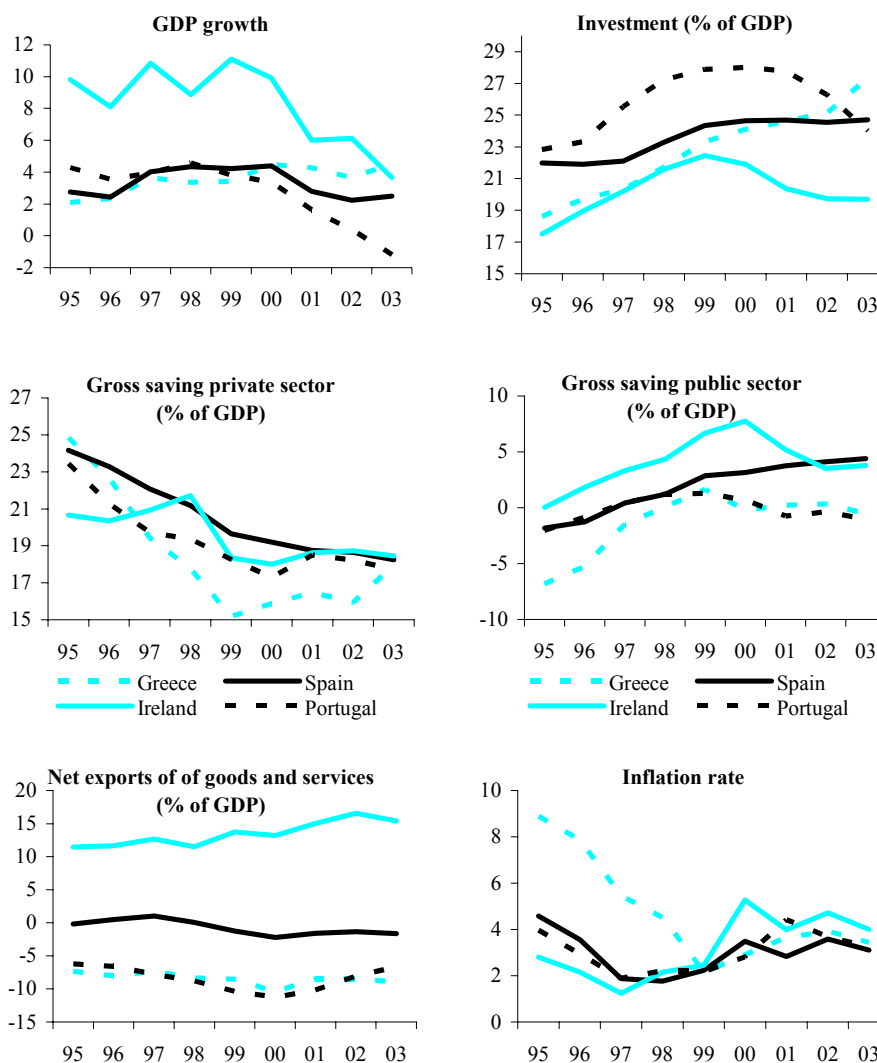 GDP growth
12
10
8
6
4
2
0
-2
95 96 97 98 99 00 01 02 03
Investment (% of GDP)
29
27
25
23
21
19
17
15
95 96 97 98 99 00 01 02 03
Gross saving private sector
(% of GDP)
27
25
23
21
19
17
15
95 96 97 98 99 00 01 02 03
Greece Spain
Ireland Portugal
Gross saving public sector
(% of GDP)
10
5
0
-5
-10
95 96 97 98 99 00 01 02 03
Greece Spain
Ireland Portugal
Net exports of of goods and services
(% of GDP)
20
15
10
5
0
-5
-10
-15
95 96 97 98 99 00 01 02 03
Inflation rate
10
8
6
4
2
0
95 96 97 98 99 00 01 02 03